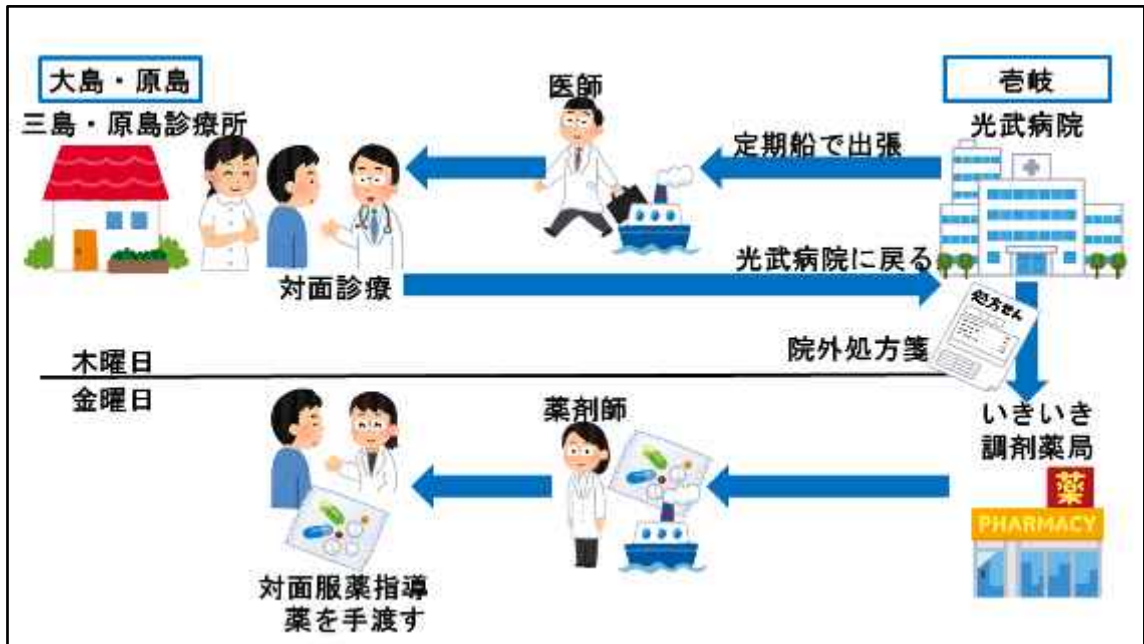 大島・原島
三島・原島診療所
医師
壱岐
光武病院
定期船で出張
対面診療
光武病院に戻る
処方せん
院外処方箋
木曜日
金曜日
薬剤師
いきいき
調剤薬局
薬
PHARMACY
対面服薬指導
薬を手渡す